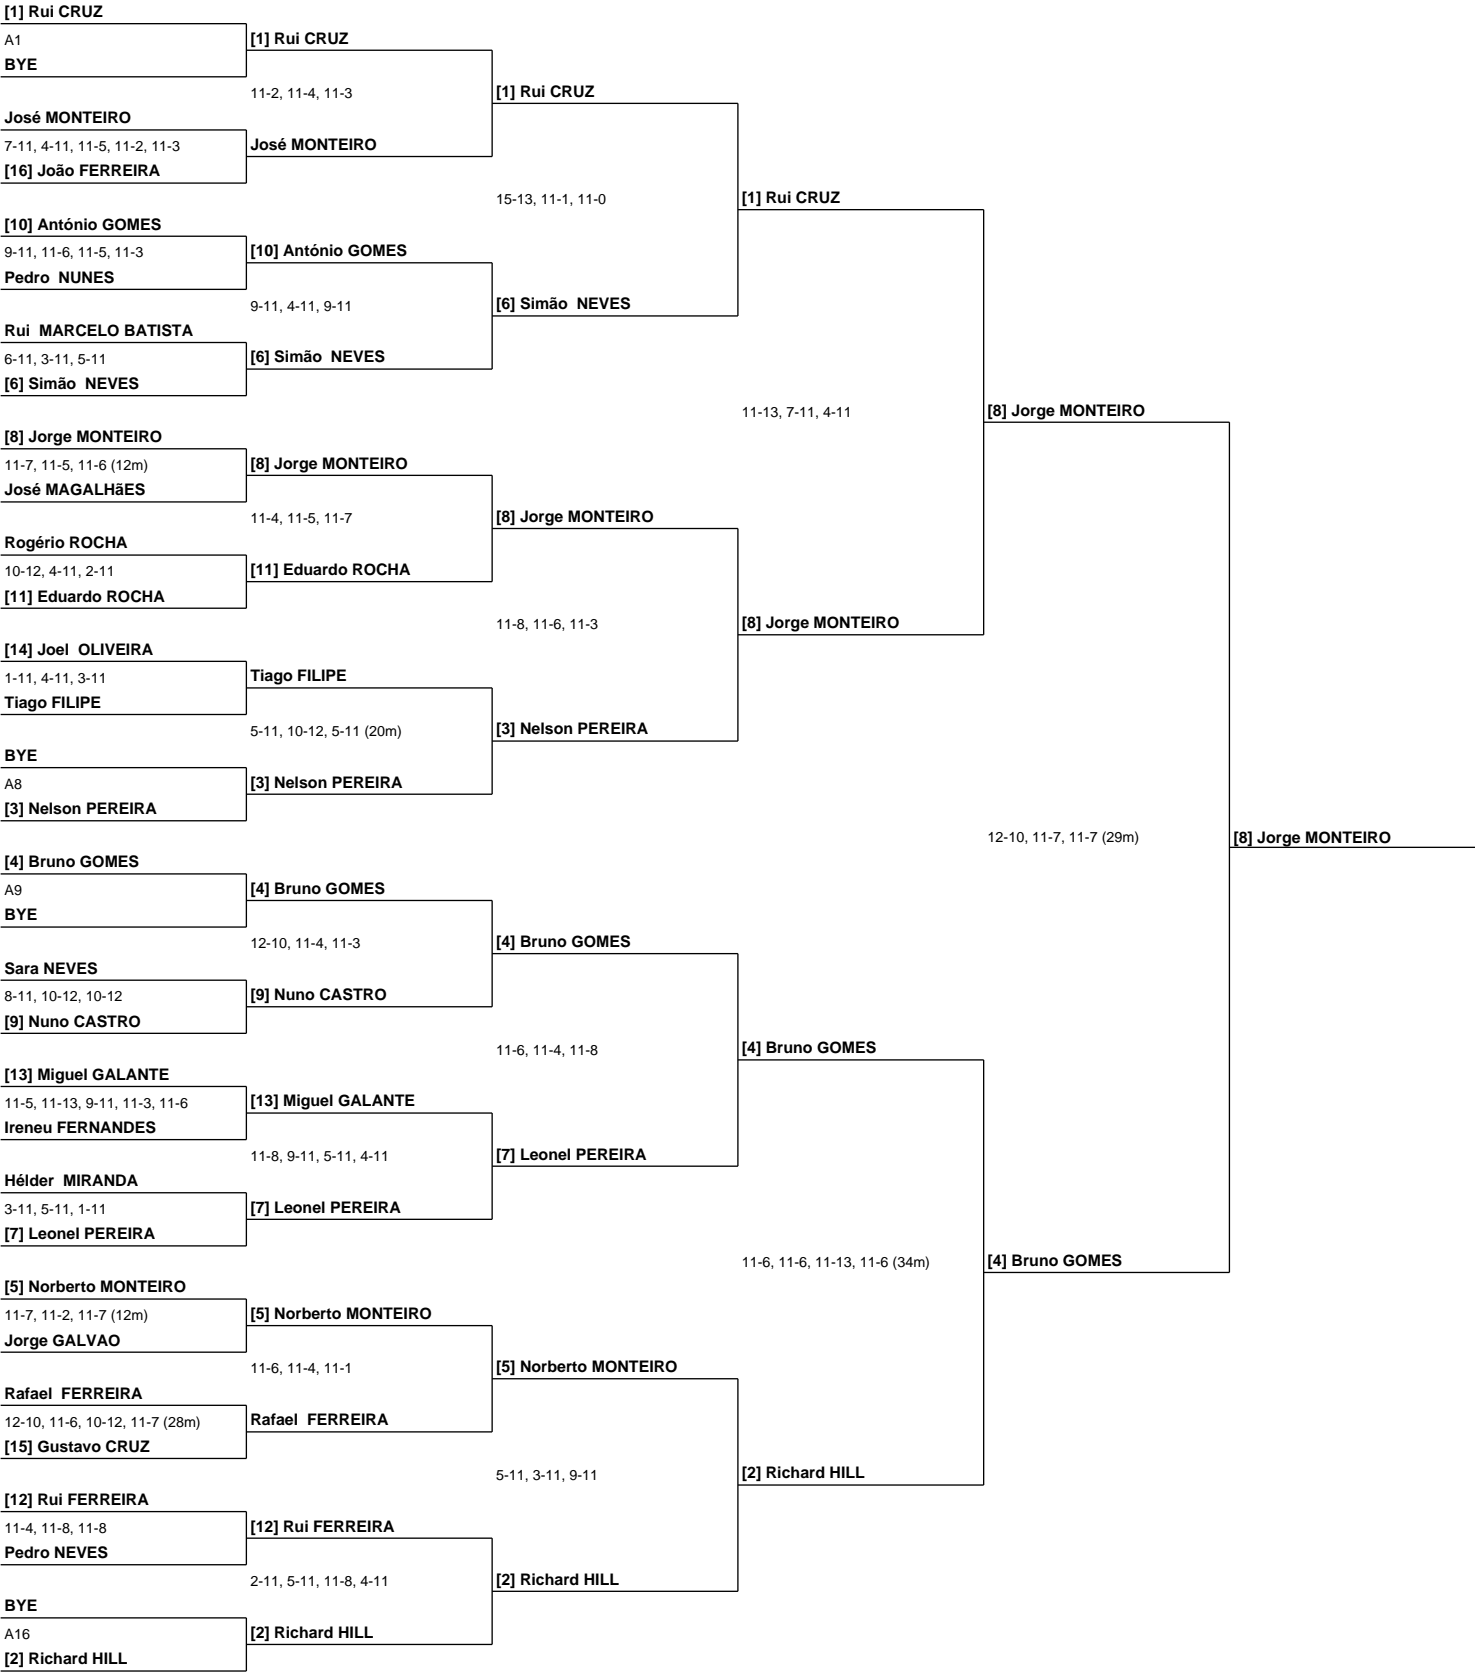 [1] Rui CRUZ
A1
BYE
[1] Rui CRUZ
11-2, 11-4, 11-3
[1] Rui CRUZ
José MONTEIRO
7-11, 4-11, 11-5, 11-2, 11-3
[16] João FERREIRA
José MONTEIRO
15-13, 11-1, 11-0
[1] Rui CRUZ
[10] António GOMES
9-11, 11-6, 11-5, 11-3
Pedro  NUNES
[10] António GOMES
9-11, 4-11, 9-11
[6] Simão  NEVES
Rui  MARCELO BATISTA
6-11, 3-11, 5-11
[6] Simão  NEVES
[6] Simão  NEVES
11-13, 7-11, 4-11
[8] Jorge MONTEIRO
[8] Jorge MONTEIRO
11-7, 11-5, 11-6 (12m)
José MAGALHãES
[8] Jorge MONTEIRO
11-4, 11-5, 11-7
[8] Jorge MONTEIRO
Rogério ROCHA
10-12, 4-11, 2-11
[11] Eduardo ROCHA
[11] Eduardo ROCHA
11-8, 11-6, 11-3
[8] Jorge MONTEIRO
[14] Joel  OLIVEIRA
1-11, 4-11, 3-11
Tiago FILIPE
Tiago FILIPE
5-11, 10-12, 5-11 (20m)
[3] Nelson PEREIRA
BYE
A8
[3] Nelson PEREIRA
[3] Nelson PEREIRA
12-10, 11-7, 11-7 (29m)
[8] Jorge MONTEIRO
[4] Bruno GOMES
A9
BYE
[4] Bruno GOMES
12-10, 11-4, 11-3
[4] Bruno GOMES
Sara NEVES
8-11, 10-12, 10-12
[9] Nuno CASTRO
[9] Nuno CASTRO
11-6, 11-4, 11-8
[4] Bruno GOMES
[13] Miguel GALANTE
11-5, 11-13, 9-11, 11-3, 11-6
Ireneu FERNANDES
[13] Miguel GALANTE
11-8, 9-11, 5-11, 4-11
[7] Leonel PEREIRA
Hélder  MIRANDA
3-11, 5-11, 1-11
[7] Leonel PEREIRA
[7] Leonel PEREIRA
11-6, 11-6, 11-13, 11-6 (34m)
[4] Bruno GOMES
[5] Norberto MONTEIRO
11-7, 11-2, 11-7 (12m)
Jorge GALVAO
[5] Norberto MONTEIRO
11-6, 11-4, 11-1
[5] Norberto MONTEIRO
Rafael  FERREIRA
12-10, 11-6, 10-12, 11-7 (28m)
[15] Gustavo CRUZ
Rafael  FERREIRA
5-11, 3-11, 9-11
[2] Richard HILL
[12] Rui FERREIRA
11-4, 11-8, 11-8
Pedro NEVES
[12] Rui FERREIRA
2-11, 5-11, 11-8, 4-11
[2] Richard HILL
BYE
A16
[2] Richard HILL
[2] Richard HILL